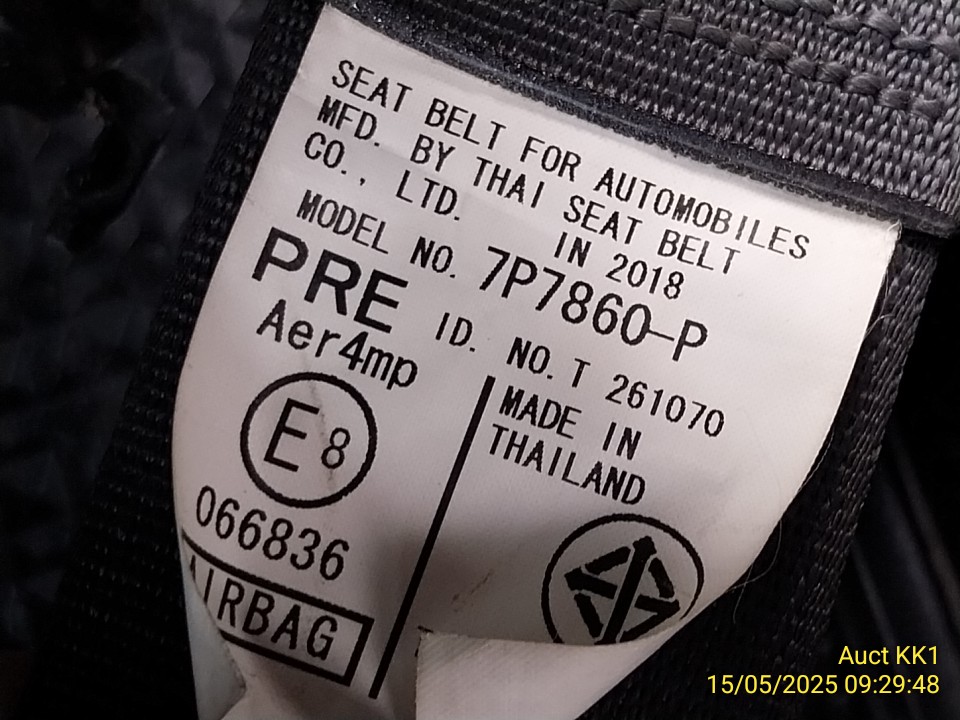 SEAT BELT FOR AUTOMOBILES
MFD. BY THAI SEAT BELT
CO., LTD. IN 2018
MODEL NO. 7P7860-P
PRE ID. NO. T 261070
Aer4mp
MADE IN
THAILAND
E8
066836
AIRBAG
Auct KK1
15/05/2025 09:29:48